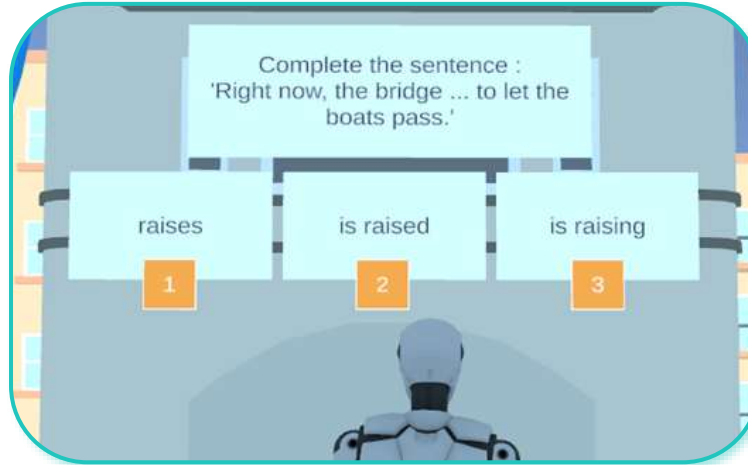 Complete the sentence :
'Right now, the bridge ... to let the
boats pass.'
raises
is raised
is raising
1
2
3